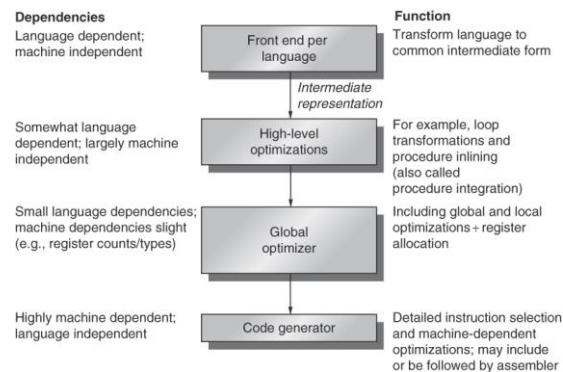 Dependencies
Function
Language dependent;
machine independent
Front end per
language
Transform language to
common intermediate form
Intermediate
representation
Somewhat language
dependent; largely machine
independent
High-level
optimizations
For example, loop
transformations and
procedure inlining
(also called
procedure integration)
Small language dependencies;
machine dependencies slight
(e.g., register counts/types)
Global
optimizer
Including global and local
optimizations + register
allocation
Highly machine dependent;
language independent
Code generator
Detailed instruction selection
and machine-dependent
optimizations; may include
or be followed by assembler